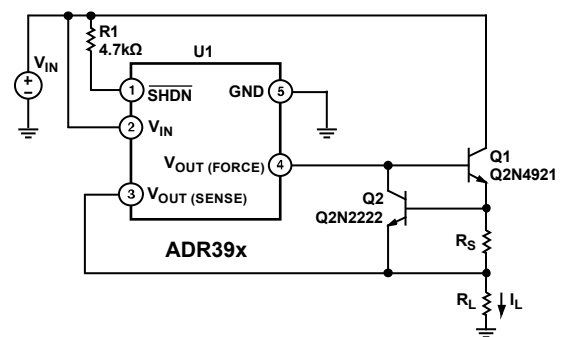 R1
4.7kΩ
U1
VIN
+
–
1
SHDN
GND
5
2
VIN
VOUT (FORCE)
4
Q1
Q2N4921
3
VOUT (SENSE)
Q2
Q2N2222
RS
ADR39x
RL
IL